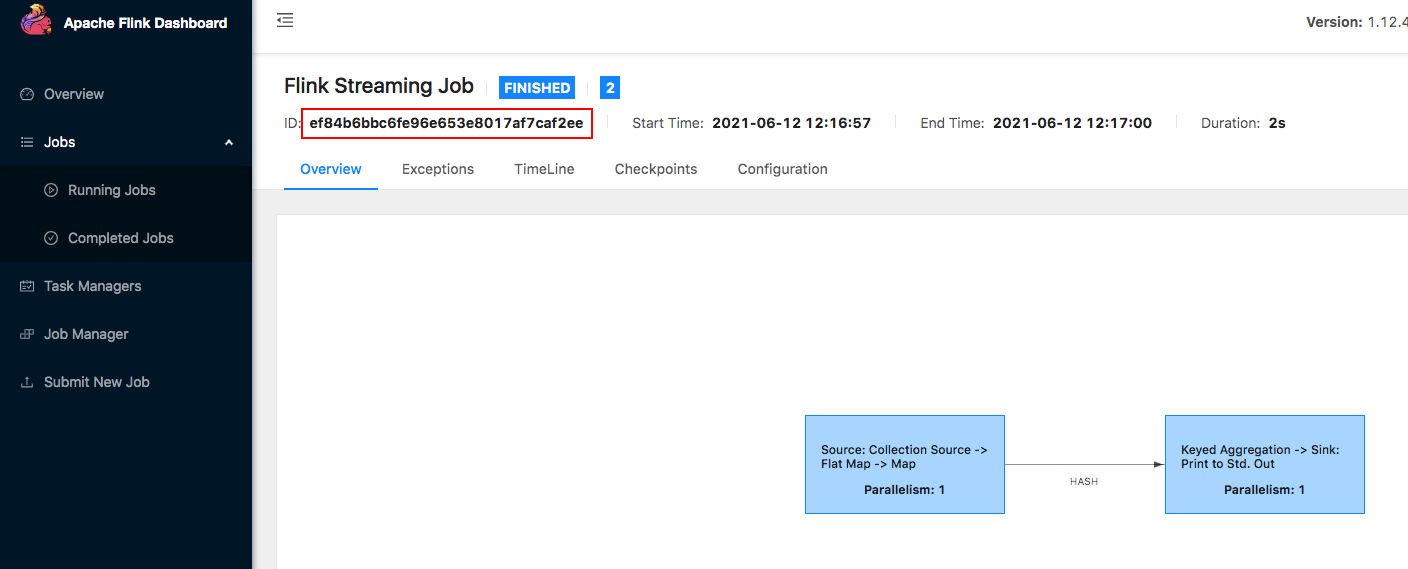 Apache Flink Dashboard
Version: 1.12.4
Overview
Jobs
Running Jobs
Completed Jobs
Task Managers
Job Manager
Submit New Job
Flink Streaming Job FINISHED 2
ID: ef84b6bbc6fe96e653e8017af7caf2ee Start Time: 2021-06-12 12:16:57 End Time: 2021-06-12 12:17:00 Duration: 2s
Overview Exceptions TimeLine Checkpoints Configuration
Source: Collection Source ->
Flat Map -> Map
Parallelism: 1
HASH
Keyed Aggregation -> Sink:
Print to Std. Out
Parallelism: 1